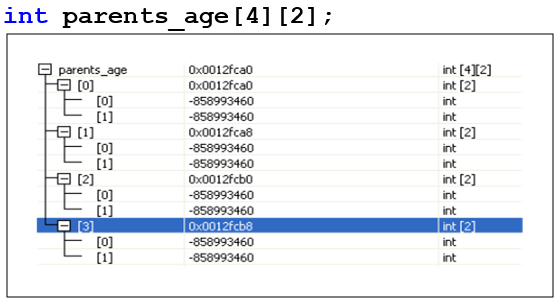 int parents_age[4][2];
parents_age 0x0012fca0 int [4][2]
[0] 0x0012fca0 int [2]
[0] -858993460 int
[1] -858993460 int
[1] 0x0012fca8 int [2]
[0] -858993460 int
[1] -858993460 int
[2] 0x0012fcb0 int [2]
[0] -858993460 int
[1] -858993460 int
[3] 0x0012fcb8 int [2]
[0] -858993460 int
[1] -858993460 int